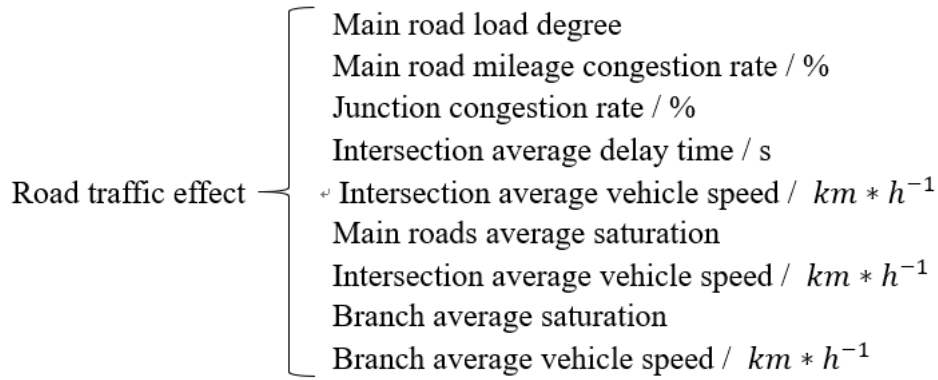 Main road load degree
Main road mileage congestion rate / %
Junction congestion rate / %
Intersection average delay time / s
Road traffic effect
Intersection average vehicle speed / km * h⁻¹
Main roads average saturation
Intersection average vehicle speed / km * h⁻¹
Branch average saturation
Branch average vehicle speed / km * h⁻¹